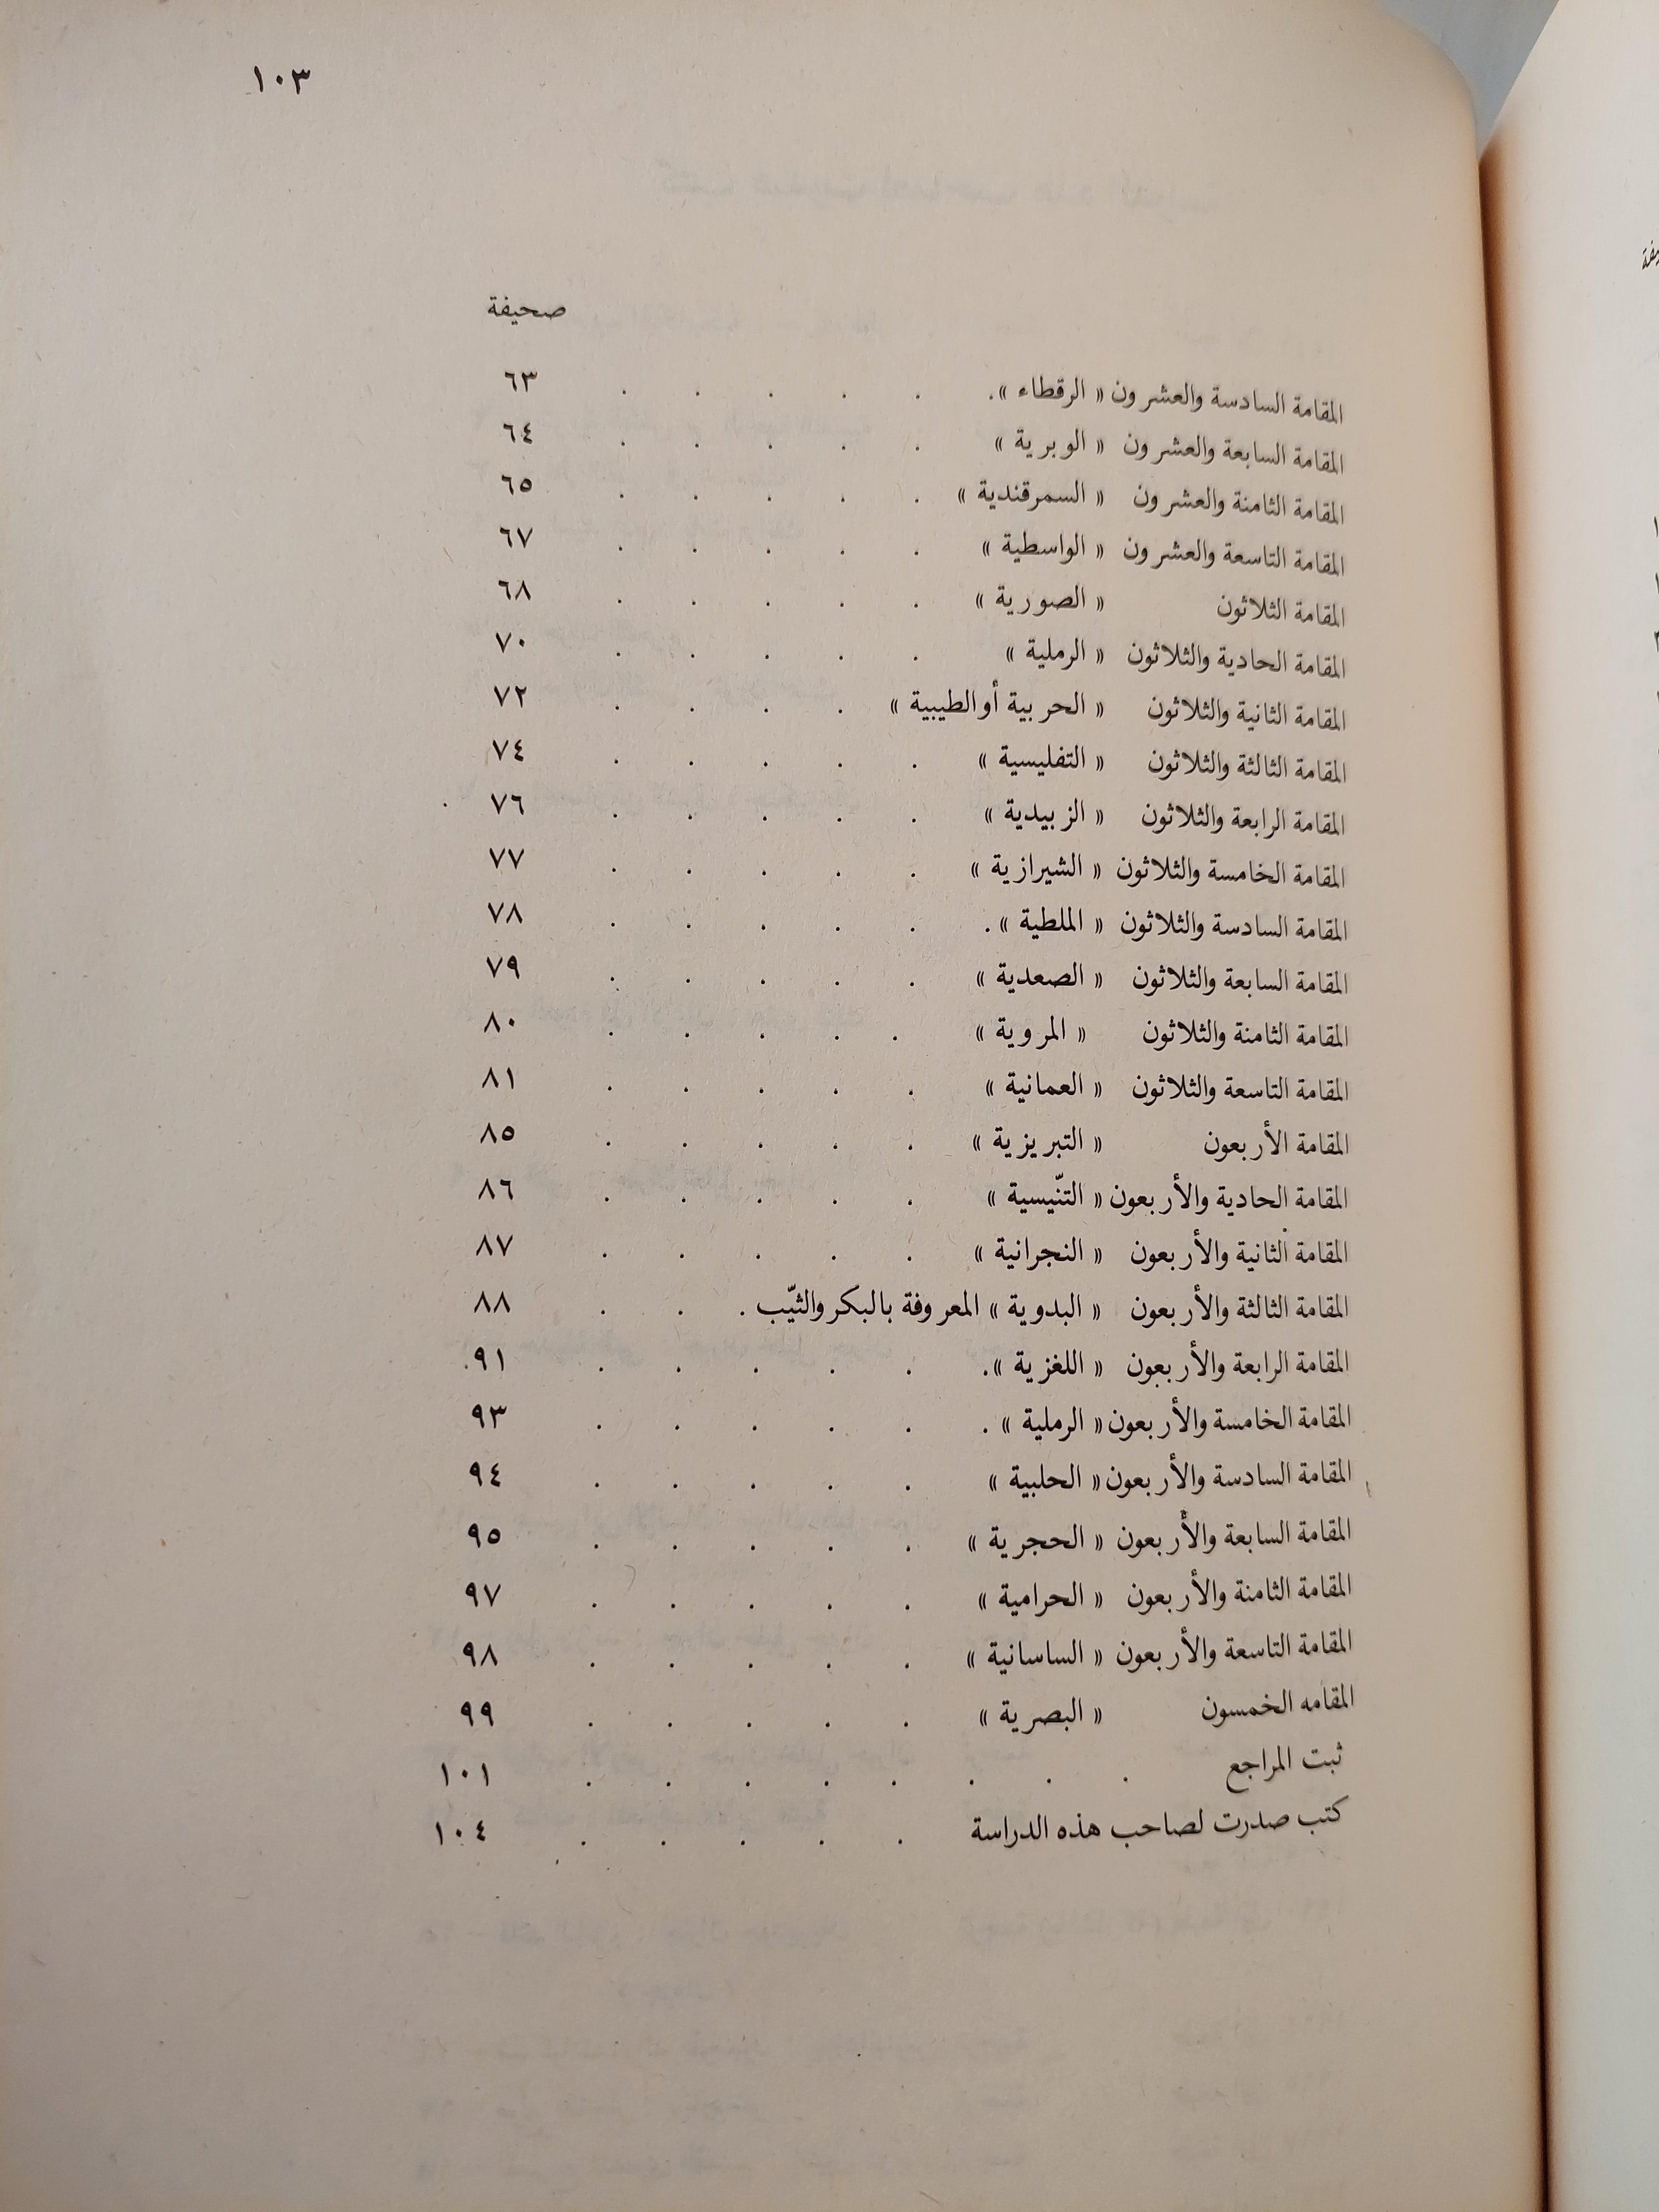 ١٠٣
صحيفة
المقامة السادسة والعشرون « الرقطاء » . . . . . . ٦٣
المقامة السابعة والعشرون « الوبرية » . . . . . ٦٤
المقامة الثامنة والعشرون « السمرقندية » . . . . . ٦٥
المقامة التاسعة والعشرون « الواسطية » . . . . . ٦٧
المقامة الثلاثون « الصورية » . . . . . ٦٨
المقامة الحادية والثلاثون « الرملية » . . . . . ٧٠
المقامة الثانية والثلاثون « الحربية أو الطيبية » . . . . ٧٢
المقامة الثالثة والثلاثون « التفليسية » . . . . . ٧٤
المقامة الرابعة والثلاثون « الزبيدية » . . . . . ٧٦
المقامة الخامسة والثلاثون « الشيرازية » . . . . . ٧٧
المقامة السادسة والثلاثون « الملطية » . . . . . . ٧٨
المقامة السابعة والثلاثون « الصعدية » . . . . . ٧٩
المقامة الثامنة والثلاثون « المروية » . . . . . ٨٠
المقامة التاسعة والثلاثون « العمانية » . . . . . ٨١
المقامة الأربعون « التبريزية » . . . . . ٨٥
المقامة الحادية والأربعون « التنّيسية » . . . . . ٨٦
المقامة الثانية والأربعون « النجرانية » . . . . . ٨٧
المقامة الثالثة والأربعون « البدوية » المعروفة بالبكر والثيّب . . . ٨٨
المقامة الرابعة والأربعون « اللغزية » . . . . . . ٩١
المقامة الخامسة والأربعون « الرملية » . . . . . . ٩٣
المقامة السادسة والأربعون « الحلبية » . . . . . ٩٤
المقامة السابعة والأربعون « الحجرية » . . . . . ٩٥
المقامة الثامنة والأربعون « الحرامية » . . . . . ٩٧
المقامة التاسعة والأربعون « الساسانية » . . . . . ٩٨
المقامه الخمسون « البصرية » . . . . . ٩٩
ثبت المراجع . . . . . . . . ١٠١
كتب صدرت لصاحب هذه الدراسة . . . . . ١٠٤